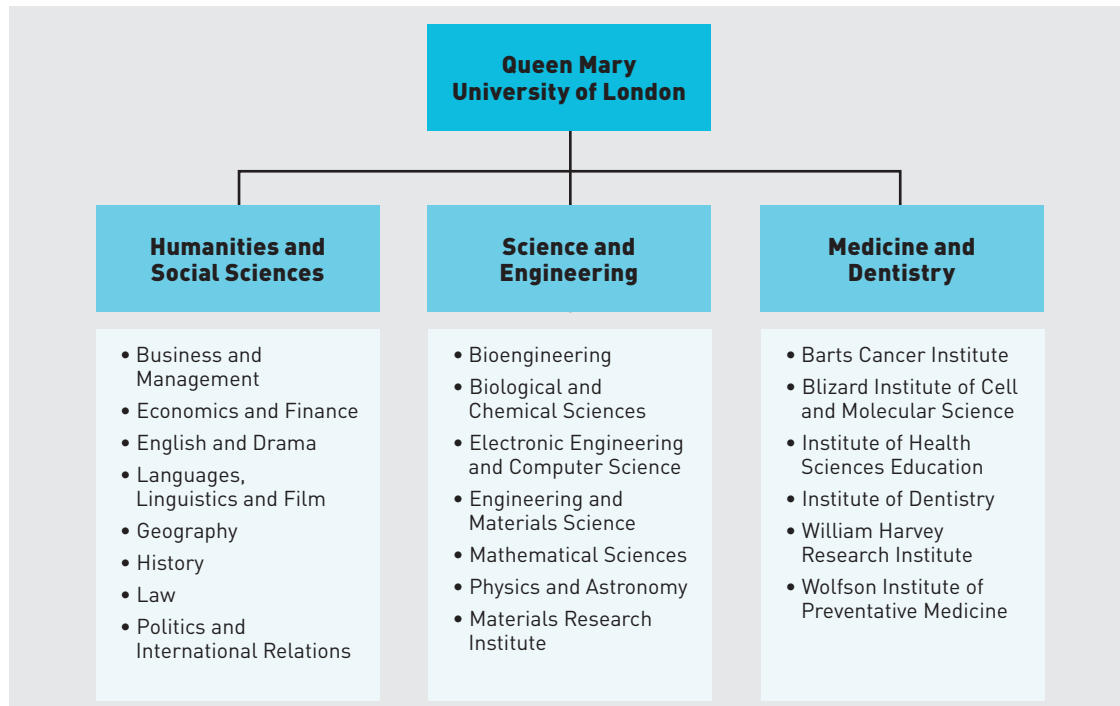 Queen Mary
University of London
Humanities and
Social Sciences
• Business and
Management
• Economics and Finance
• English and Drama
• Languages,
Linguistics and Film
• Geography
• History
• Law
• Politics and
International Relations
Science and
Engineering
• Bioengineering
• Biological and
Chemical Sciences
• Electronic Engineering
and Computer Science
• Engineering and
Materials Science
• Mathematical Sciences
• Physics and Astronomy
• Materials Research
Institute
Medicine and
Dentistry
• Barts Cancer Institute
• Blizard Institute of Cell
and Molecular Science
• Institute of Health
Sciences Education
• Institute of Dentistry
• William Harvey
Research Institute
• Wolfson Institute of
Preventative Medicine